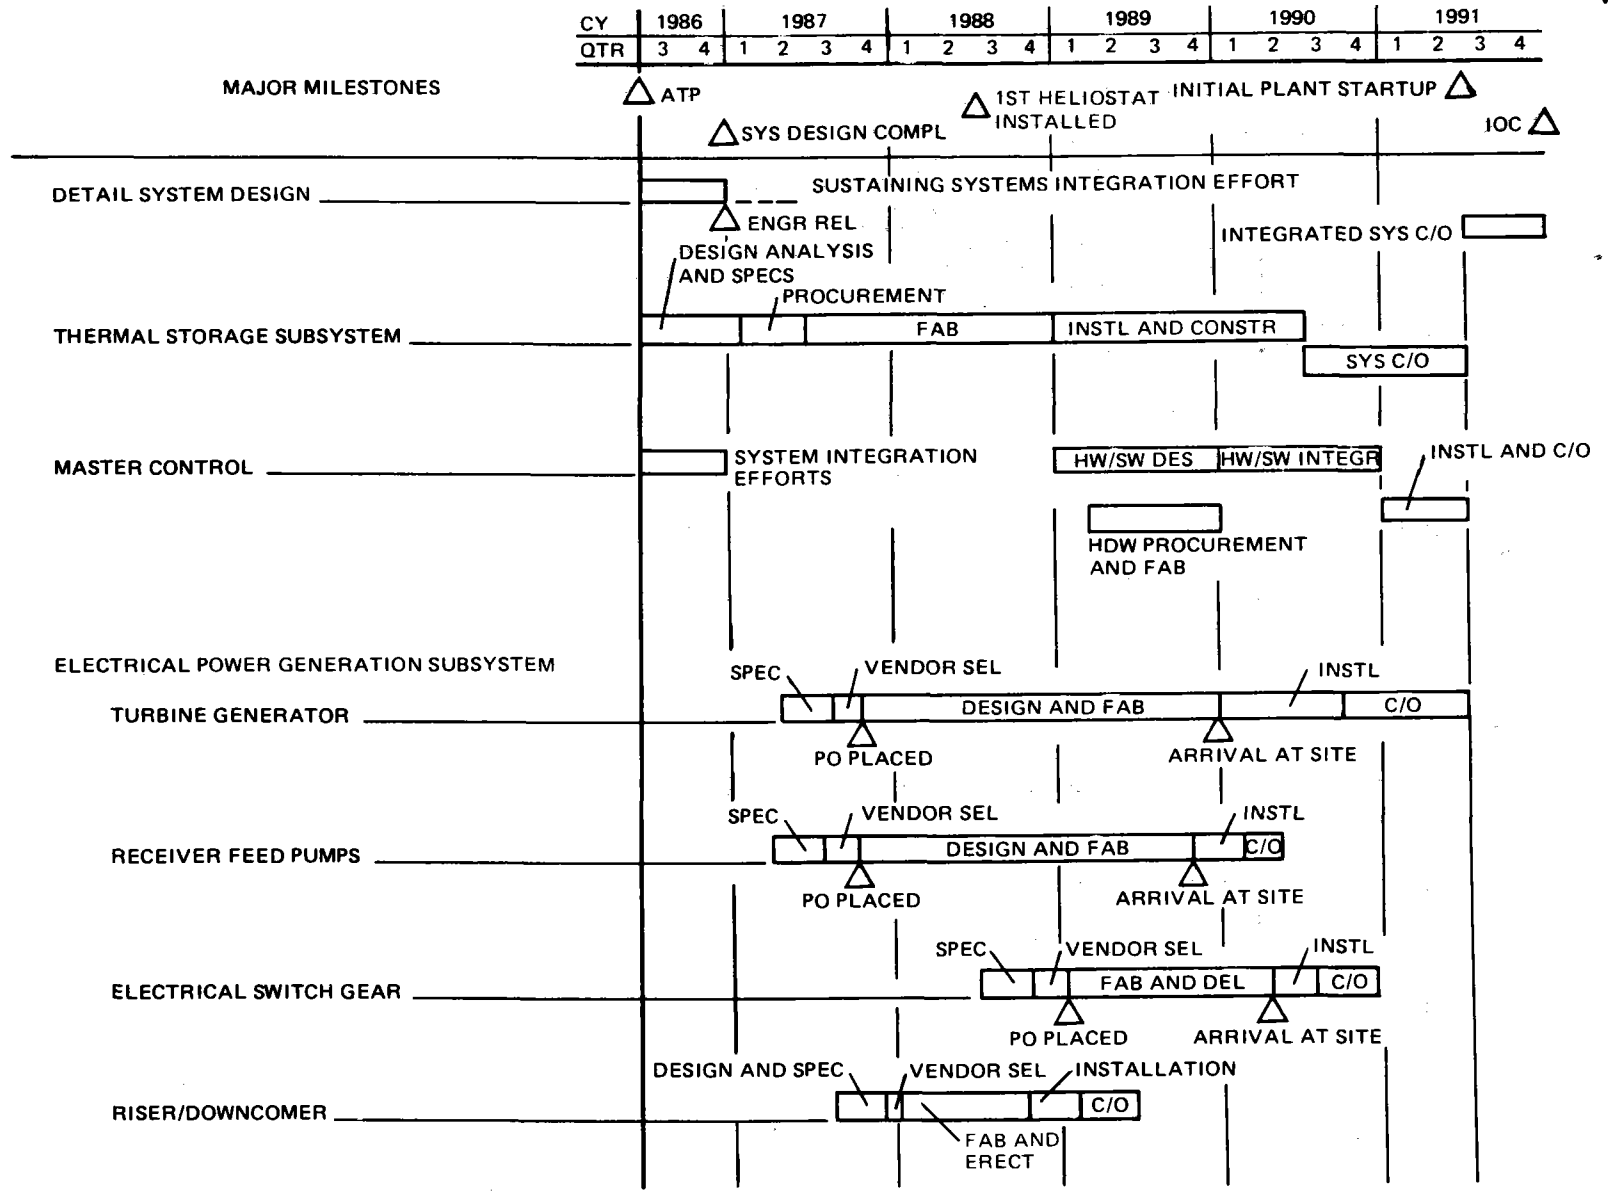 CY 1986 1987 1988 1989 1990 1991
QTR 3 4 1 2 3 4 1 2 3 4 1 2 3 4 1 2 3 4 1 2 3 4
MAJOR MILESTONES
ATP
1ST HELIOSTAT
INSTALLED
INITIAL PLANT STARTUP
SYS DESIGN COMPL
IOC
DETAIL SYSTEM DESIGN
SUSTAINING SYSTEMS INTEGRATION EFFORT
ENGR REL
INTEGRATED SYS C/O
DESIGN ANALYSIS
AND SPECS
PROCUREMENT
THERMAL STORAGE SUBSYSTEM
FAB
INSTL AND CONSTR
SYS C/O
MASTER CONTROL
SYSTEM INTEGRATION
EFFORTS
HW/SW DES
HW/SW INTEGR
INSTL AND C/O
HDW PROCUREMENT
AND FAB
ELECTRICAL POWER GENERATION SUBSYSTEM
SPEC
VENDOR SEL
INSTL
TURBINE GENERATOR
DESIGN AND FAB
C/O
PO PLACED
ARRIVAL AT SITE
SPEC
VENDOR SEL
INSTL
RECEIVER FEED PUMPS
DESIGN AND FAB
C/O
PO PLACED
ARRIVAL AT SITE
SPEC
VENDOR SEL
INSTL
ELECTRICAL SWITCH GEAR
FAB AND DEL
C/O
PO PLACED
ARRIVAL AT SITE
DESIGN AND SPEC
VENDOR SEL
INSTALLATION
RISER/DOWNCOMER
C/O
FAB AND
ERECT